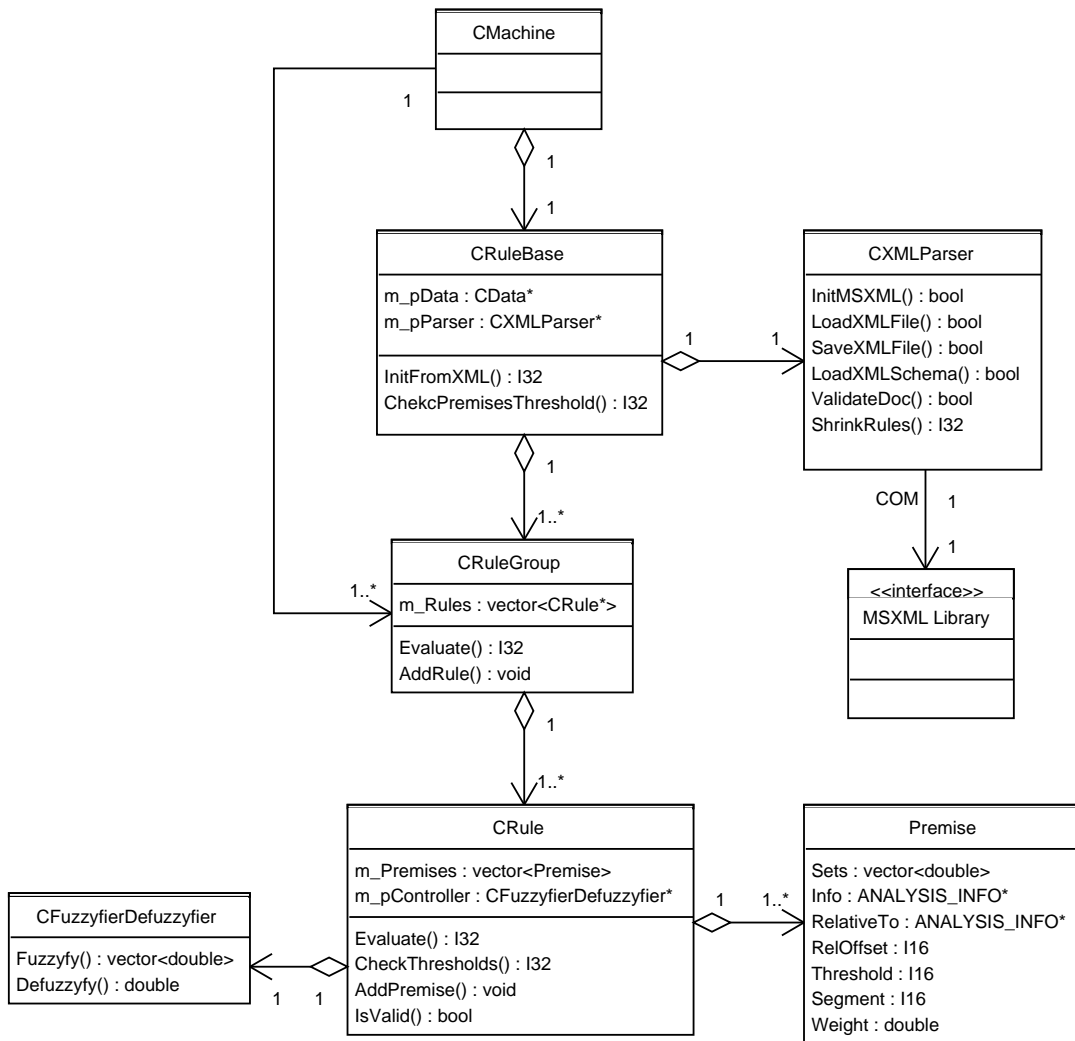 CMachine
1
1
1
CRuleBase
m_pData : CData*
m_pParser : CXMLParser*
InitFromXML() : I32
ChekcPremisesThreshold() : I32
1
1
CXMLParser
InitMSXML() : bool
LoadXMLFile() : bool
SaveXMLFile() : bool
LoadXMLSchema() : bool
ValidateDoc() : bool
ShrinkRules() : I32
1
1..*
COM
1
1
<<interface>>
MSXML Library
1..*
CRuleGroup
m_Rules : vector<CRule*>
Evaluate() : I32
AddRule() : void
1
1..*
CRule
m_Premises : vector<Premise>
m_pController : CFuzzyfierDefuzzyfier*
Evaluate() : I32
CheckThresholds() : I32
AddPremise() : void
IsValid() : bool
1
1..*
Premise
Sets : vector<double>
Info : ANALYSIS_INFO*
RelativeTo : ANALYSIS_INFO*
RelOffset : I16
Threshold : I16
Segment : I16
Weight : double
CFuzzyfierDefuzzyfier
Fuzzyfy() : vector<double>
Defuzzyfy() : double
1
1